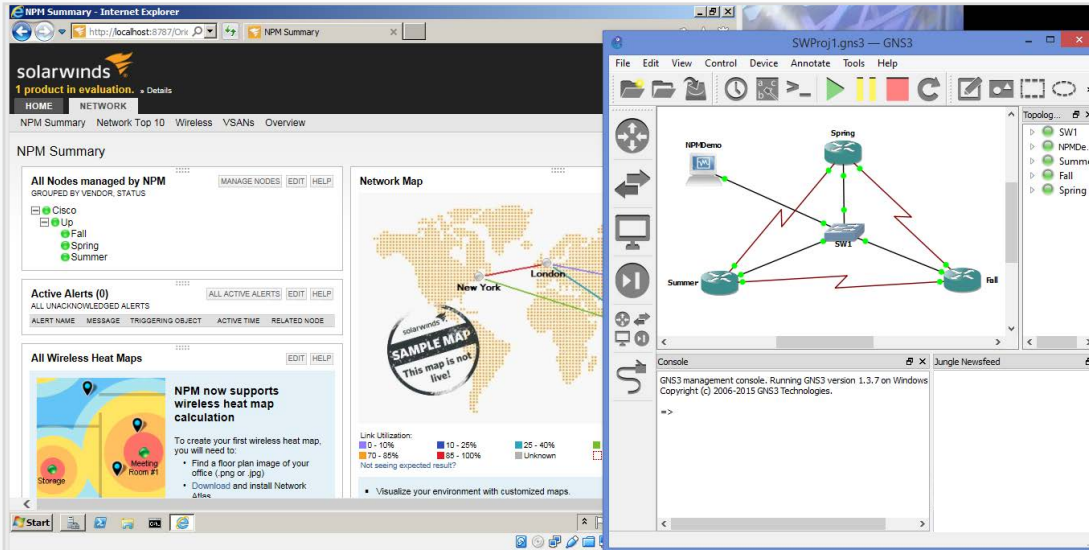 NPM Summary - Internet Explorer
http://localhost:8787/Ori
NPM Summary
solarwinds
1 product in evaluation. » Details
HOME NETWORK
NPM Summary Network Top 10 Wireless VSANs Overview
NPM Summary
All Nodes managed by NPM
MANAGE NODES EDIT HELP
GROUPED BY VENDOR, STATUS
Cisco
Up
Fall
Spring
Summer
Active Alerts (0)
ALL ACTIVE ALERTS EDIT HELP
ALL UNACKNOWLEDGED ALERTS
ALERT NAME MESSAGE TRIGGERING OBJECT ACTIVE TIME RELATED NODE
All Wireless Heat Maps
EDIT HELP
Storage
Meeting
Room #1
NPM now supports
wireless heat map
calculation
To create your first wireless heat map,
you will need to:
• Find a floor plan image of your
office (.png or .jpg)
• Download and install Network
Atlas
Network Map
New York
London
solarwinds
SAMPLE MAP
This map is not
live!
Link Utilization:
0 - 10% 10 - 25% 25 - 40%
70 - 85% 85 - 100% Unknown
Not seeing expected result?
• Visualize your environment with customized maps.
Start
SWProj1.gns3 — GNS3
File Edit View Control Device Annotate Tools Help
NPMDemo
Spring
SW1
Summer
Fall
Topolog...
SW1
NPMDe.
Summe
Fall
Spring
Console
GNS3 management console. Running GNS3 version 1.3.7 on Windows
Copyright (c) 2006-2015 GNS3 Technologies.
=>
Jungle Newsfeed